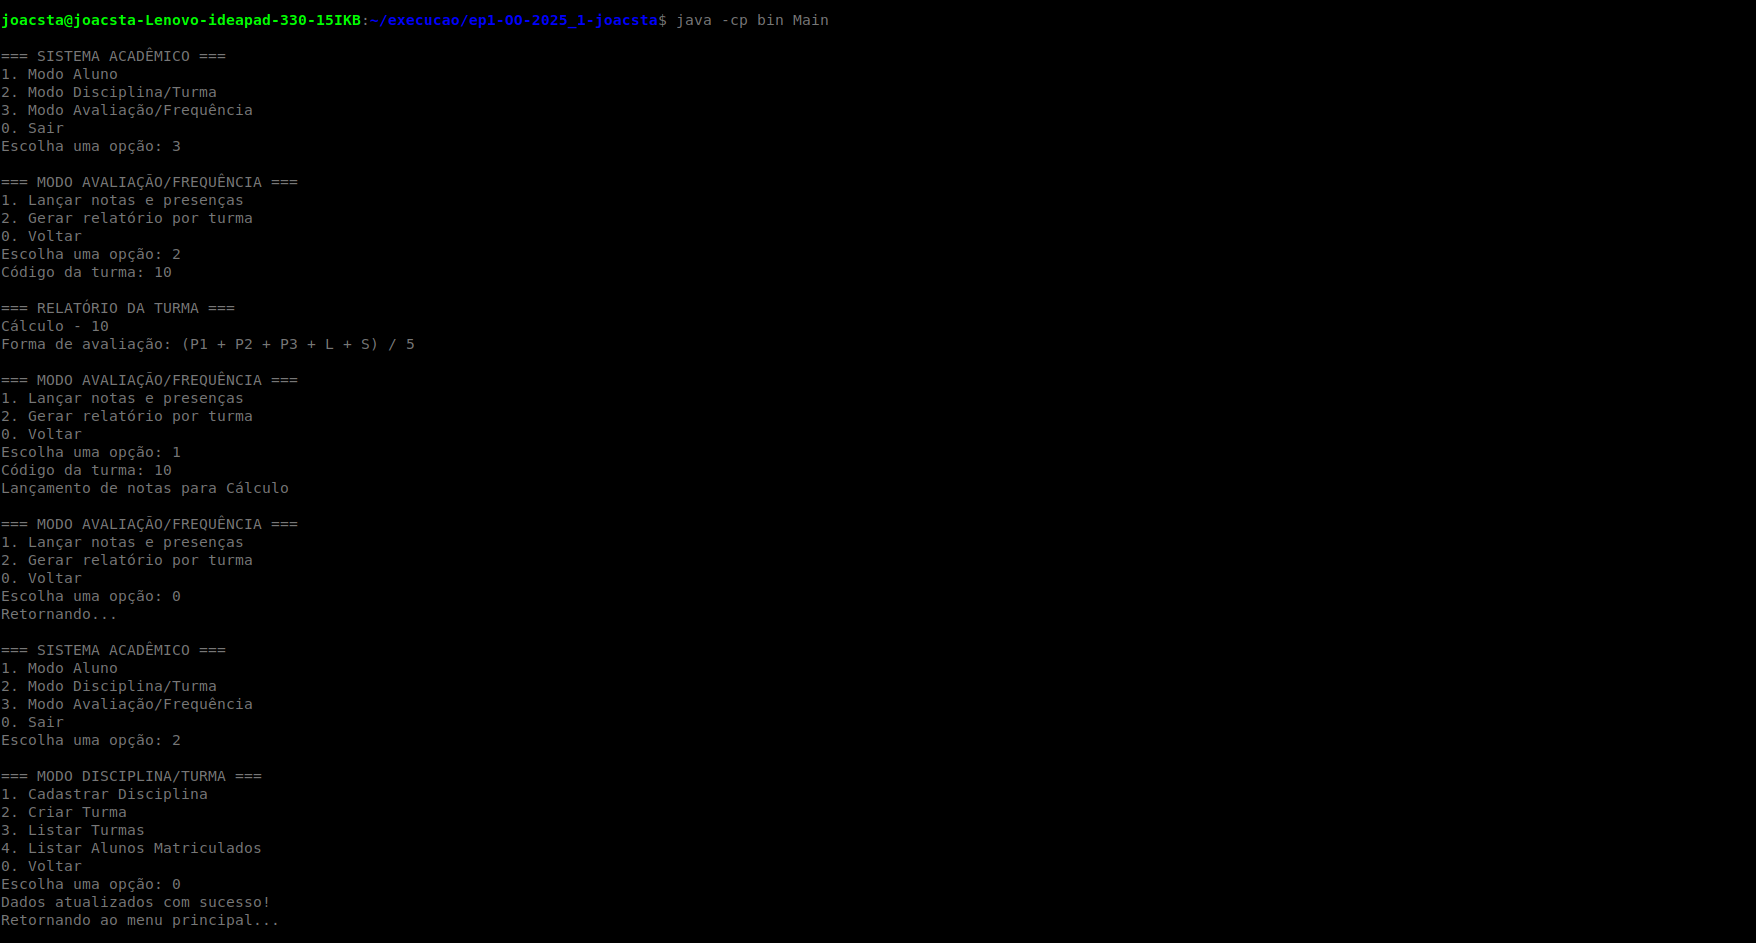 joacsta@joacsta-Lenovo-ideapad-330-15IKB:~/execucao/ep1-OO-2025_1-joacsta$ java -cp bin Main
=== SISTEMA ACADÊMICO ===
1. Modo Aluno
2. Modo Disciplina/Turma
3. Modo Avaliação/Frequência
0. Sair
Escolha uma opção: 3
=== MODO AVALIAÇÃO/FREQUÊNCIA ===
1. Lançar notas e presenças
2. Gerar relatório por turma
0. Voltar
Escolha uma opção: 2
Código da turma: 10
=== RELATÓRIO DA TURMA ===
Cálculo - 10
Forma de avaliação: (P1 + P2 + P3 + L + S) / 5
=== MODO AVALIAÇÃO/FREQUÊNCIA ===
1. Lançar notas e presenças
2. Gerar relatório por turma
0. Voltar
Escolha uma opção: 1
Código da turma: 10
Lançamento de notas para Cálculo
=== MODO AVALIAÇÃO/FREQUÊNCIA ===
1. Lançar notas e presenças
2. Gerar relatório por turma
0. Voltar
Escolha uma opção: 0
Retornando...
=== SISTEMA ACADÊMICO ===
1. Modo Aluno
2. Modo Disciplina/Turma
3. Modo Avaliação/Frequência
0. Sair
Escolha uma opção: 2
=== MODO DISCIPLINA/TURMA ===
1. Cadastrar Disciplina
2. Criar Turma
3. Listar Turmas
4. Listar Alunos Matriculados
0. Voltar
Escolha uma opção: 0
Dados atualizados com sucesso!
Retornando ao menu principal...